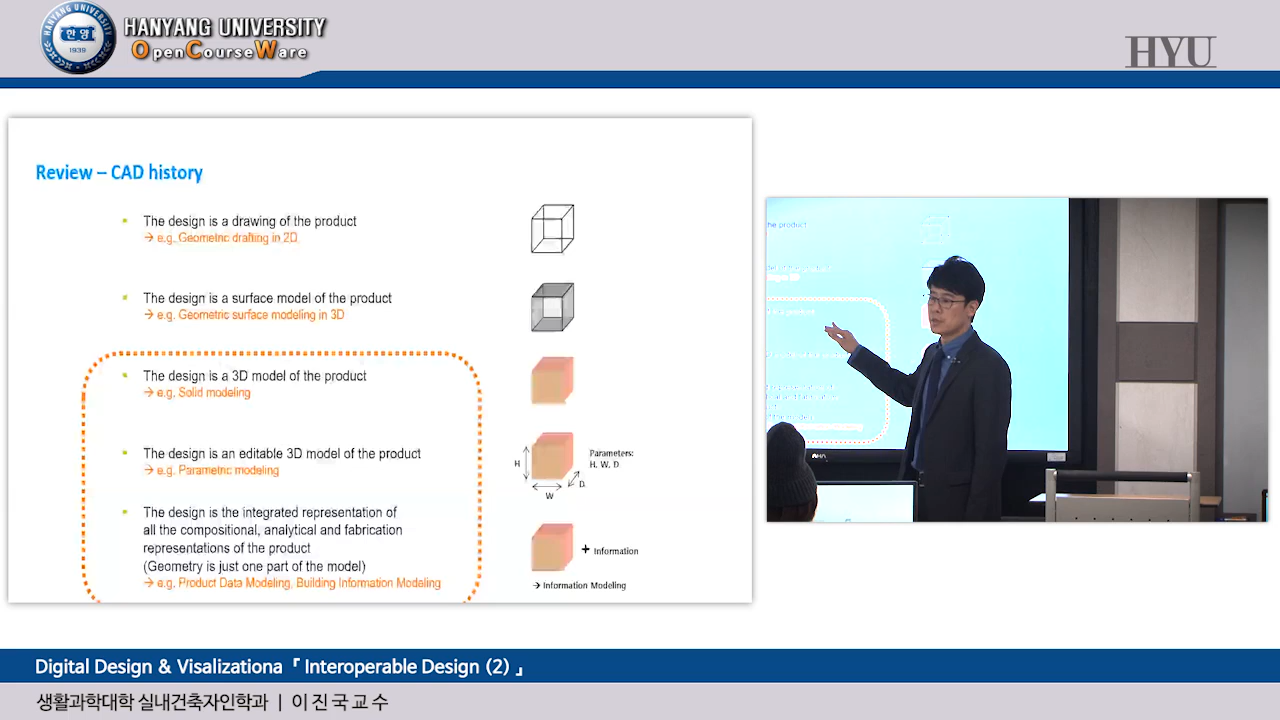 HANYANG UNIVERSITY
OpenCourseWare
한양
1939
HYU
Review – CAD history
▪ The design is a drawing of the product
→ e.g. Geometric drafting in 2D
▪ The design is a surface model of the product
→ e.g. Geometric surface modeling in 3D
▪ The design is a 3D model of the product
→ e.g. Solid modeling
▪ The design is an editable 3D model of the product
→ e.g. Parametric modeling
H
W
D
Parameters:
H, W, D
▪ The design is the integrated representation of
all the compositional, analytical and fabrication
representations of the product
(Geometry is just one part of the model)
→ e.g. Product Data Modeling, Building Information Modeling
+ Information
→ Information Modeling
Digital Design & Visalizationa「Interoperable Design (2)」
생활과학대학 실내건축자인학과 | 이 진 국 교 수